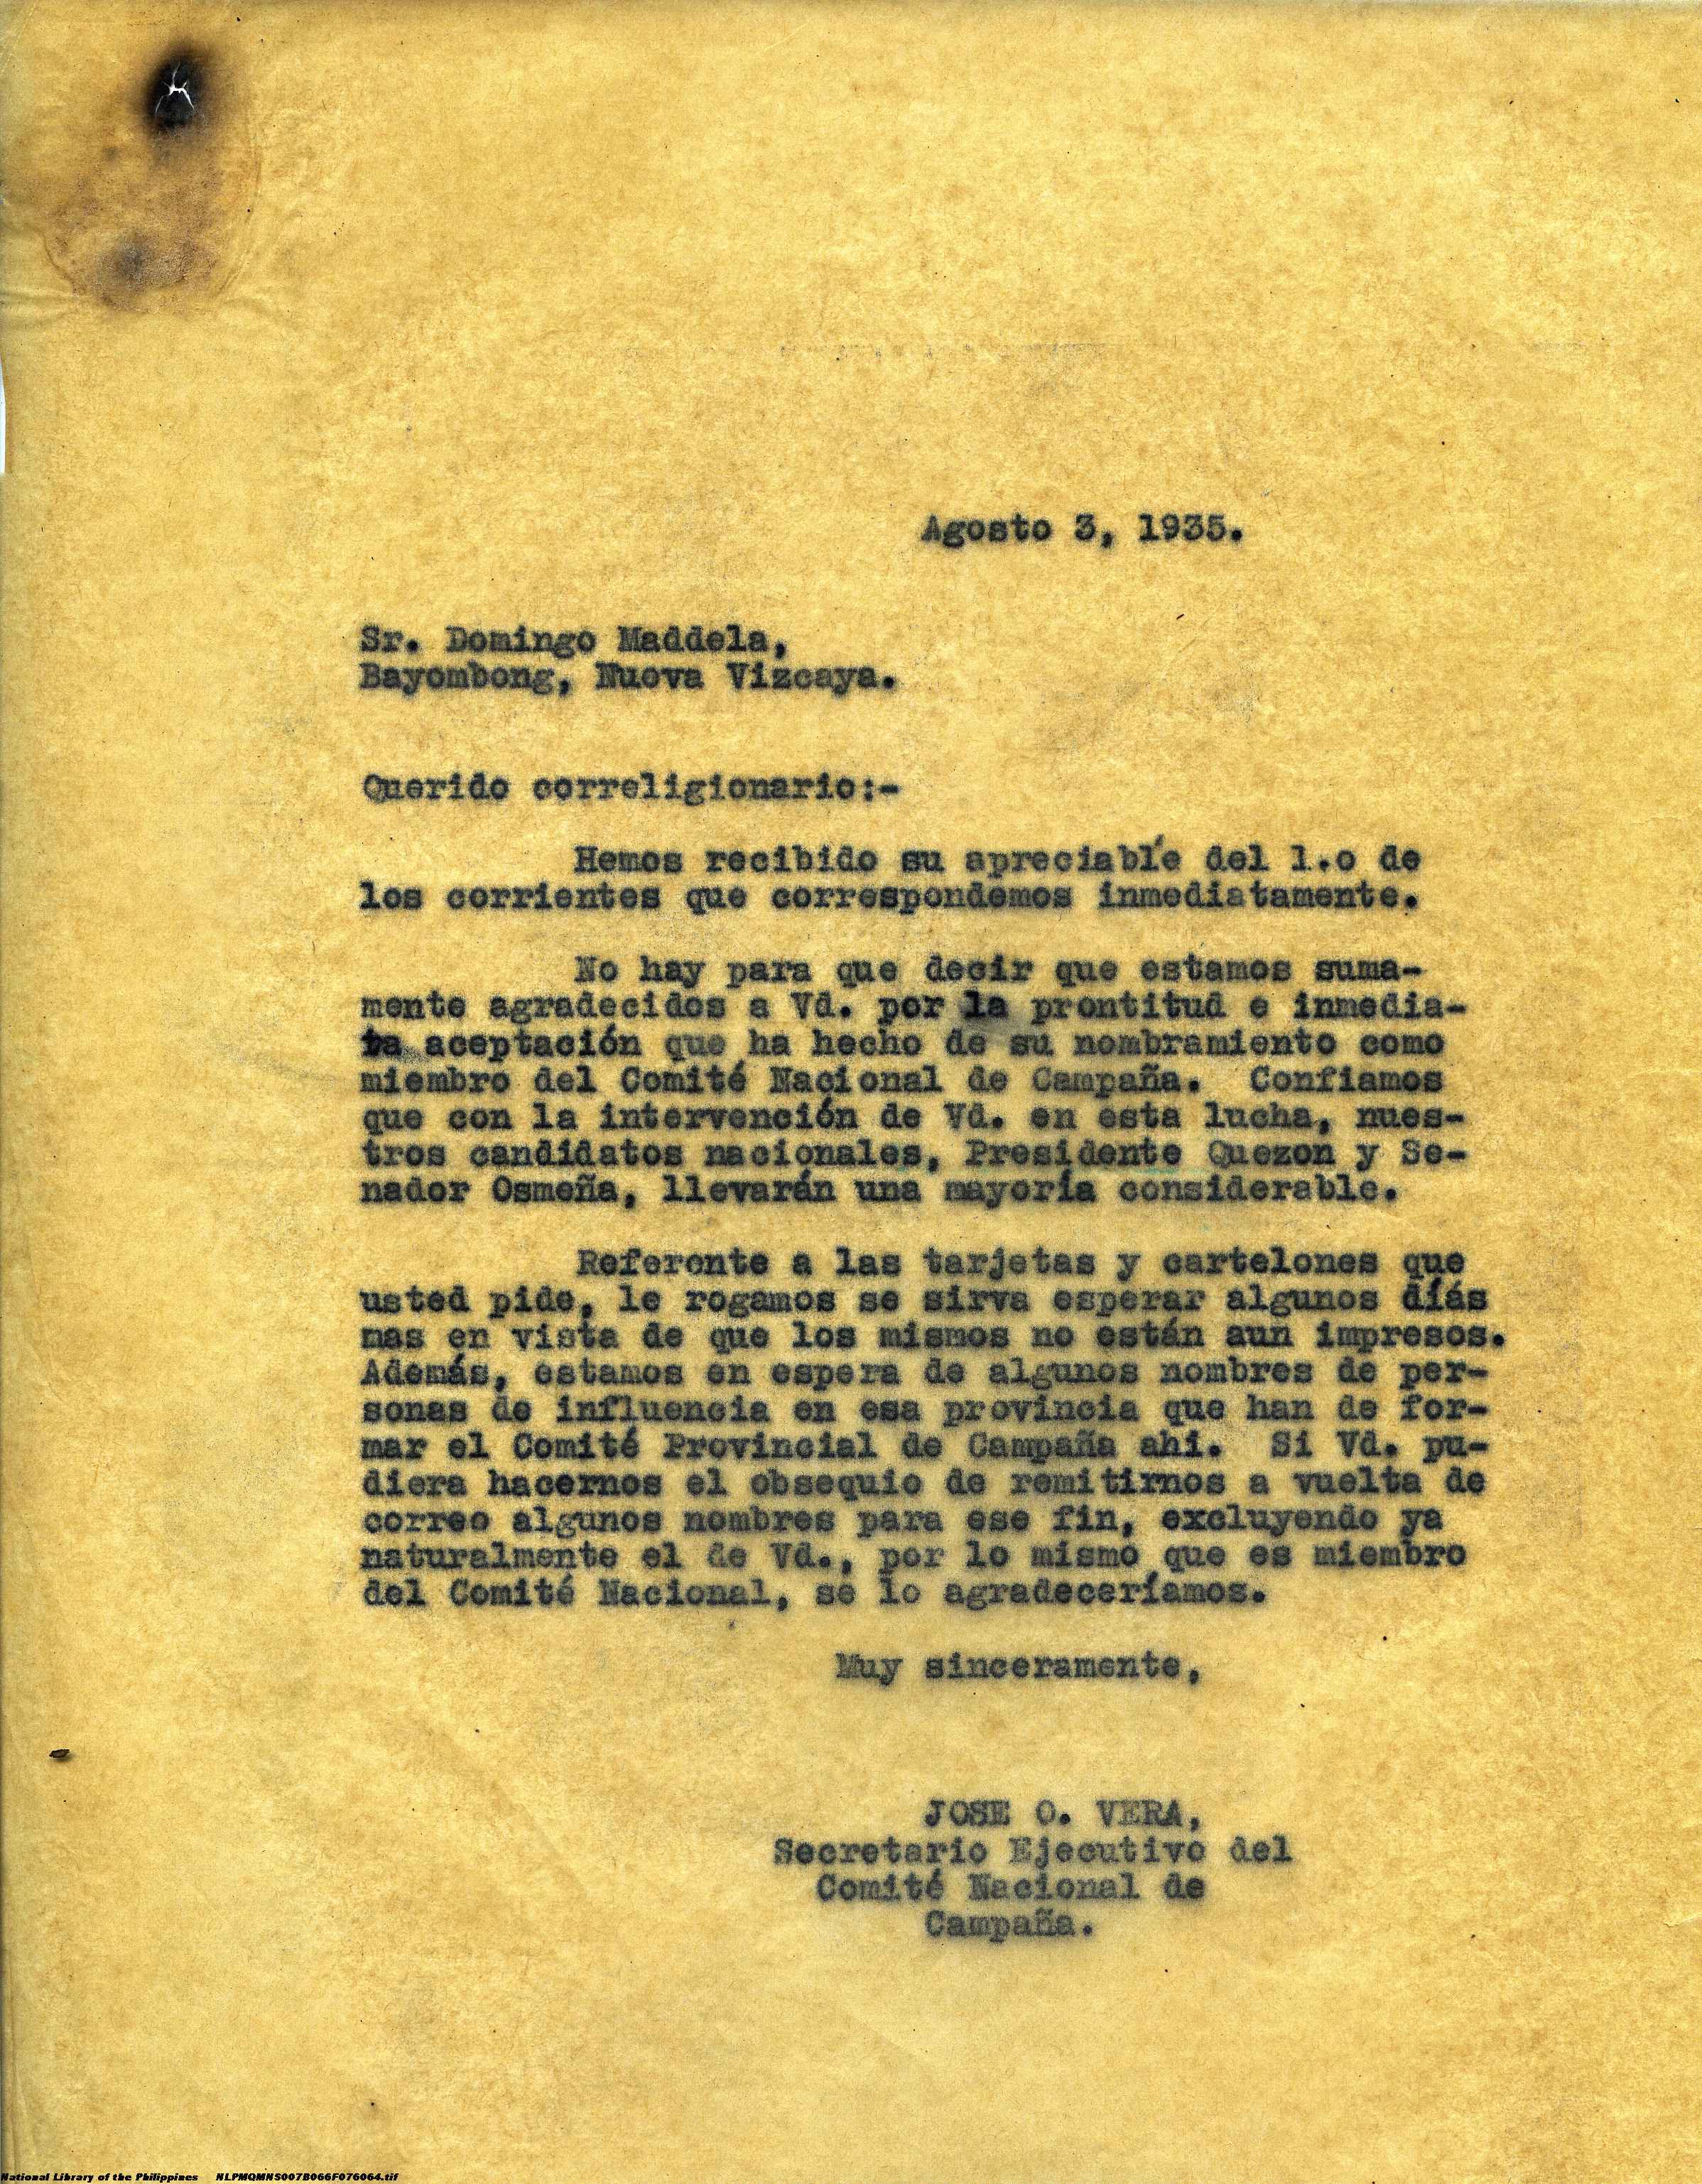 Agosto 3, 1935.
Sr. Domingo Maddela,
Bayombong, Nueva Vizcaya.
Querido correligionario:-
Hemos recibido su apreciable del 1.o de
los corrientes que correspondemos inmediatamente.
No hay para que decir que estamos suma-
mente agradecidos a Vd. por la prontitud e inmedia-
ta aceptación que ha hecho de su nombramiento como
miembro del Comité Nacional de Campaña. Confiamos
que con la intervención de Vd. en esta lucha, nues-
tros candidatos nacionales, Presidente Quezon y Se-
nador Osmeña, llevarán una mayoría considerable.
Referente a las tarjetas y cartelones que
usted pide, le rogamos se sirva esperar algunos días
mas en vista de que los mismos no están aun impresos.
Además, estamos en espera de algunos nombres de per-
sonas de influencia en esa provincia que han de for-
mar el Comité Provincial de Campaña ahi. Si Vd. pu-
diera hacernos el obsequio de remitirnos a vuelta de
correo algunos nombres para ese fin, excluyendo ya
naturalmente el de Vd., por lo mismo que es miembro
del Comité Nacional, se lo agradeceríamos.
Muy sinceramente,
JOSE O. VERA,
Secretario Ejecutivo del
Comité Nacional de
Campaña.
National Library of the Philippines NLPMQMNS007B066F076064.tif